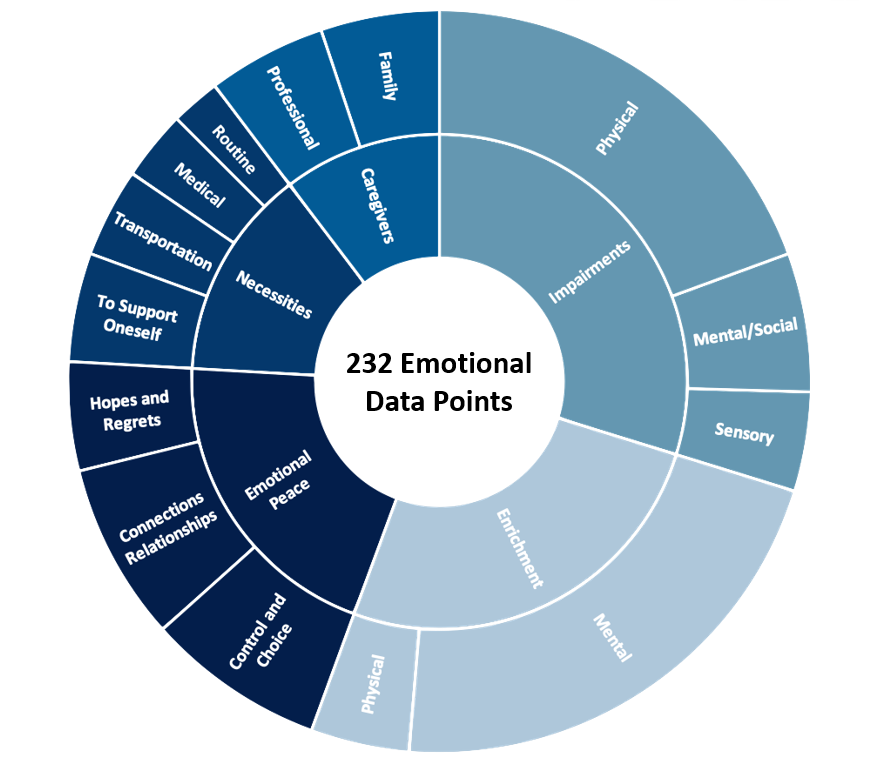 232 Emotional
Data Points
Impairments
Physical
Mental/Social
Sensory
Enrichment
Mental
Physical
Emotional
Peace
Control and
Choice
Connections
Relationships
Hopes and
Regrets
Necessities
To Support
Oneself
Transportation
Medical
Routine
Caregivers
Professional
Family